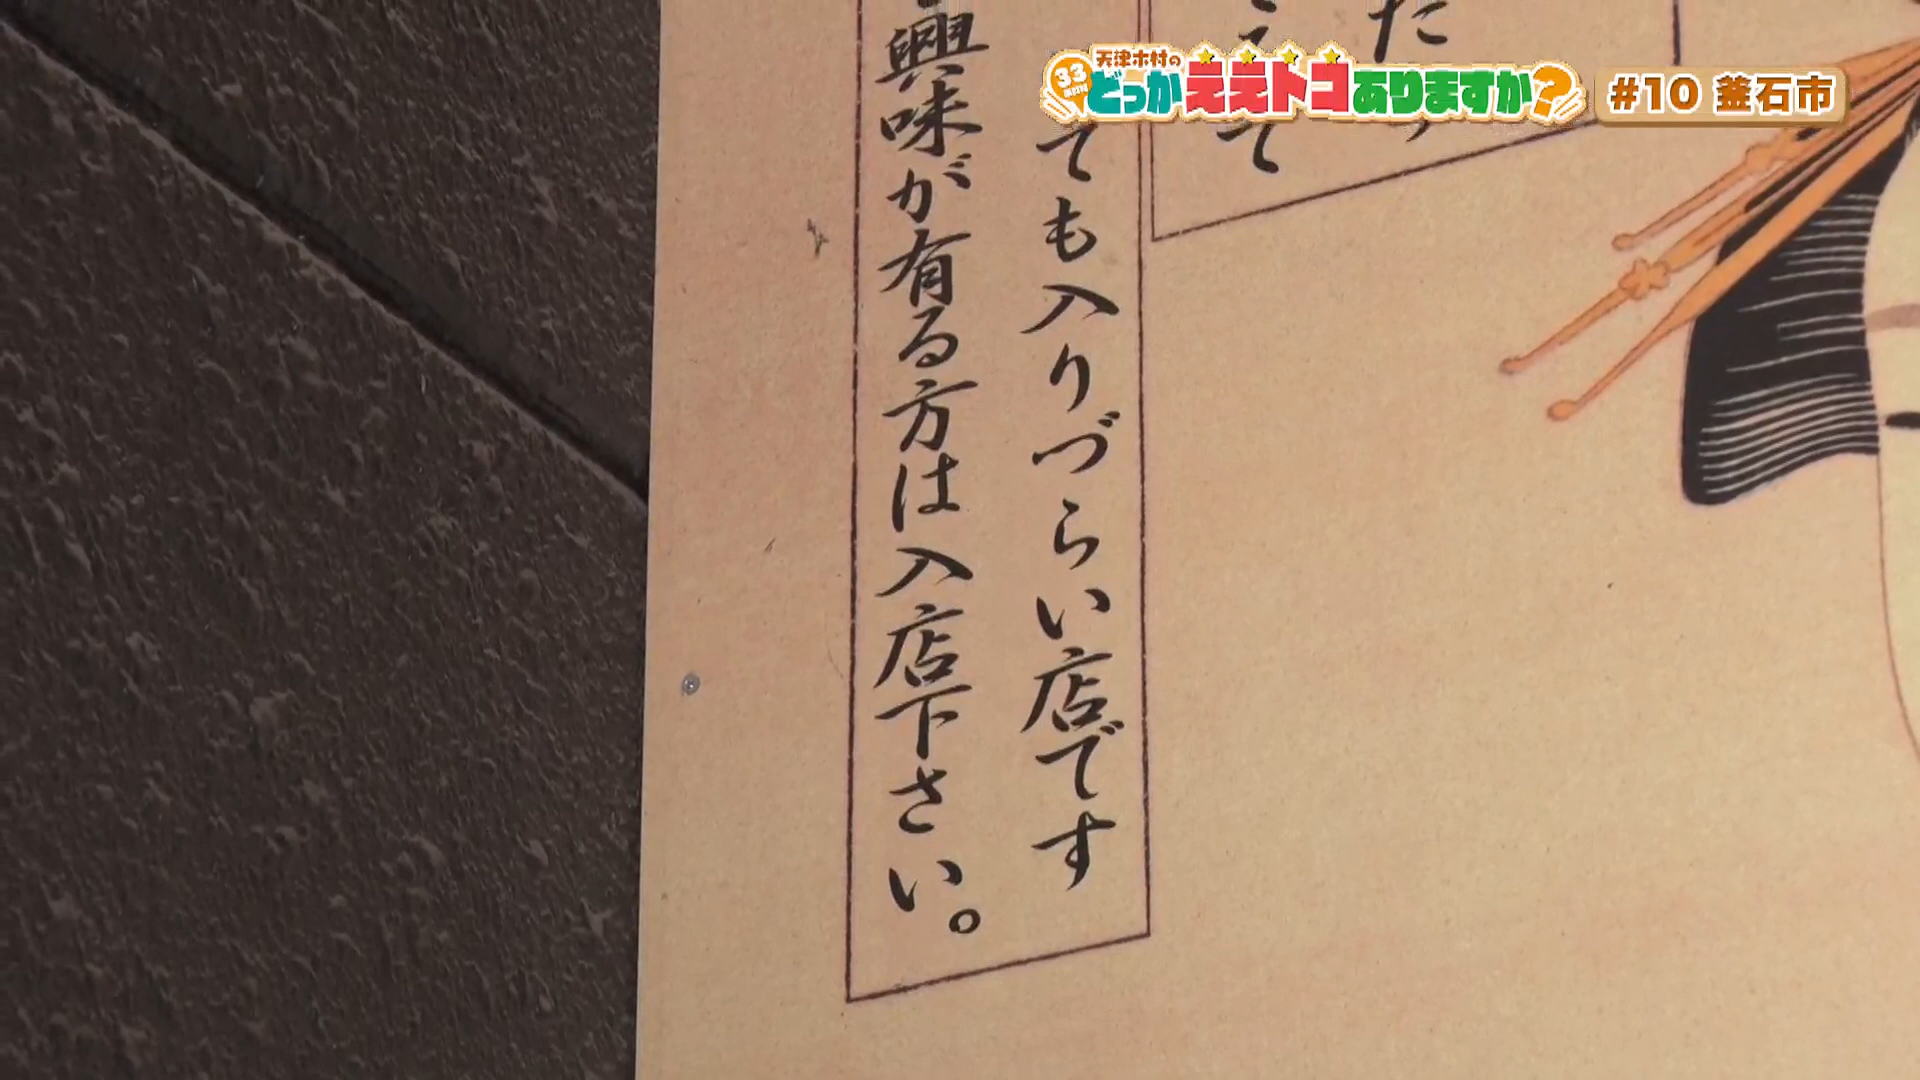 天津木村の
どっかええトコありますか?
#10 釜石市
た
て
ても入りづらい店です
興味が有る方は入店下さい。